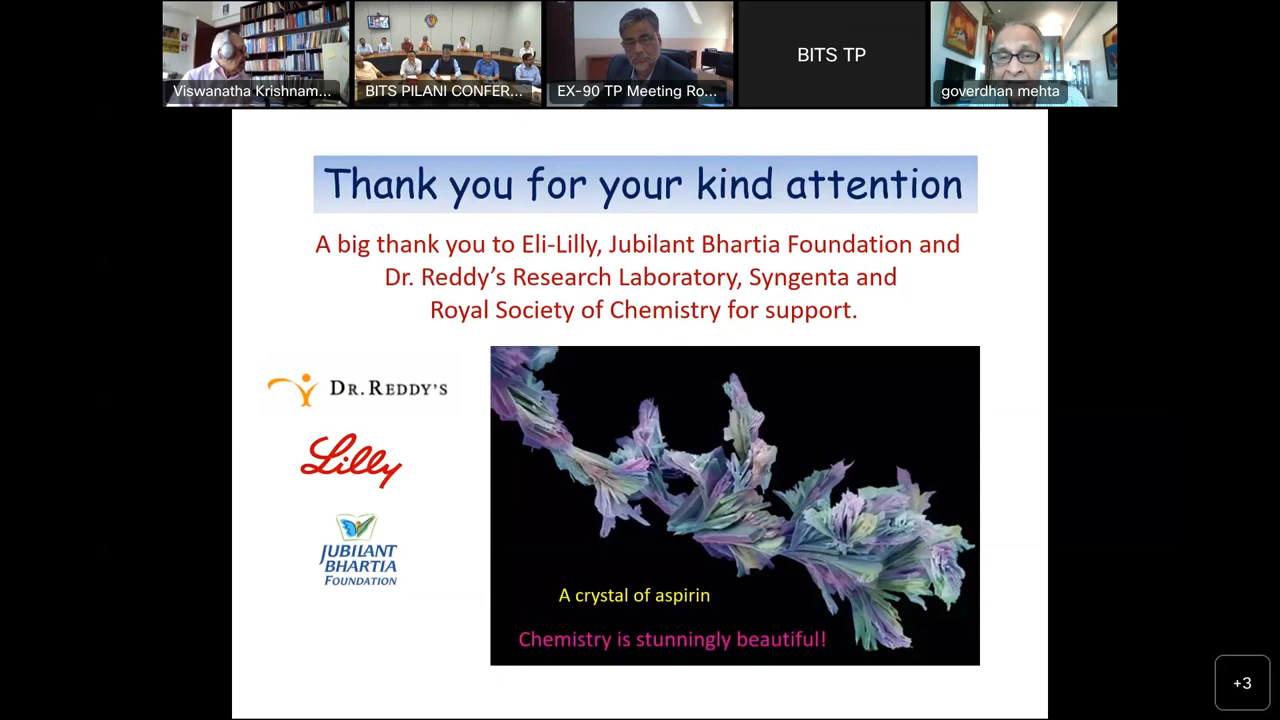 Viswanatha Krishnam...
BITS PILANI CONFER...
EX-90 TP Meeting Ro...
BITS TP
goverdhan mehta
Thank you for your kind attention
A big thank you to Eli-Lilly, Jubilant Bhartia Foundation and
Dr. Reddy's Research Laboratory, Syngenta and
Royal Society of Chemistry for support.
DR.REDDY'S
Lilly
JUBILANT
BHARTIA
FOUNDATION
A crystal of aspirin
Chemistry is stunningly beautiful!
+3